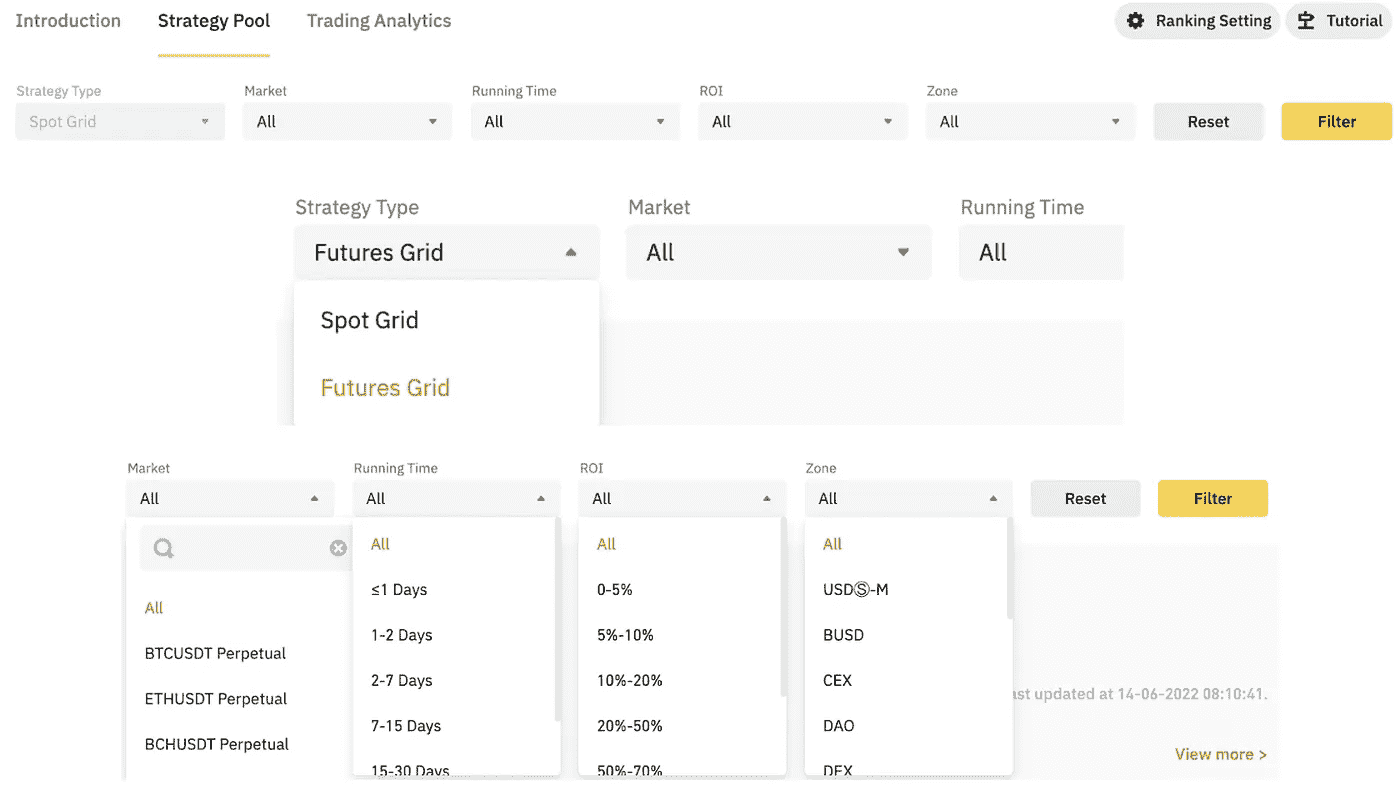 Introduction Strategy Pool Trading Analytics Ranking Setting Tutorial
Strategy Type Market Running Time ROI Zone
Spot Grid All All All All Reset Filter
Strategy Type Market Running Time
Futures Grid All All
Spot Grid
Futures Grid
Market Running Time ROI Zone
All All All All Reset Filter
All All All
≤1 Days 0-5% USDⓈ-M
All
1-2 Days 5%-10% BUSD
BTCUSDT Perpetual
2-7 Days 10%-20% CEX
ast updated at 14-06-2022 08:10:41.
ETHUSDT Perpetual
7-15 Days 20%-50% DAO
BCHUSDT Perpetual
View more >
15-30 Days 50%-70% DEX